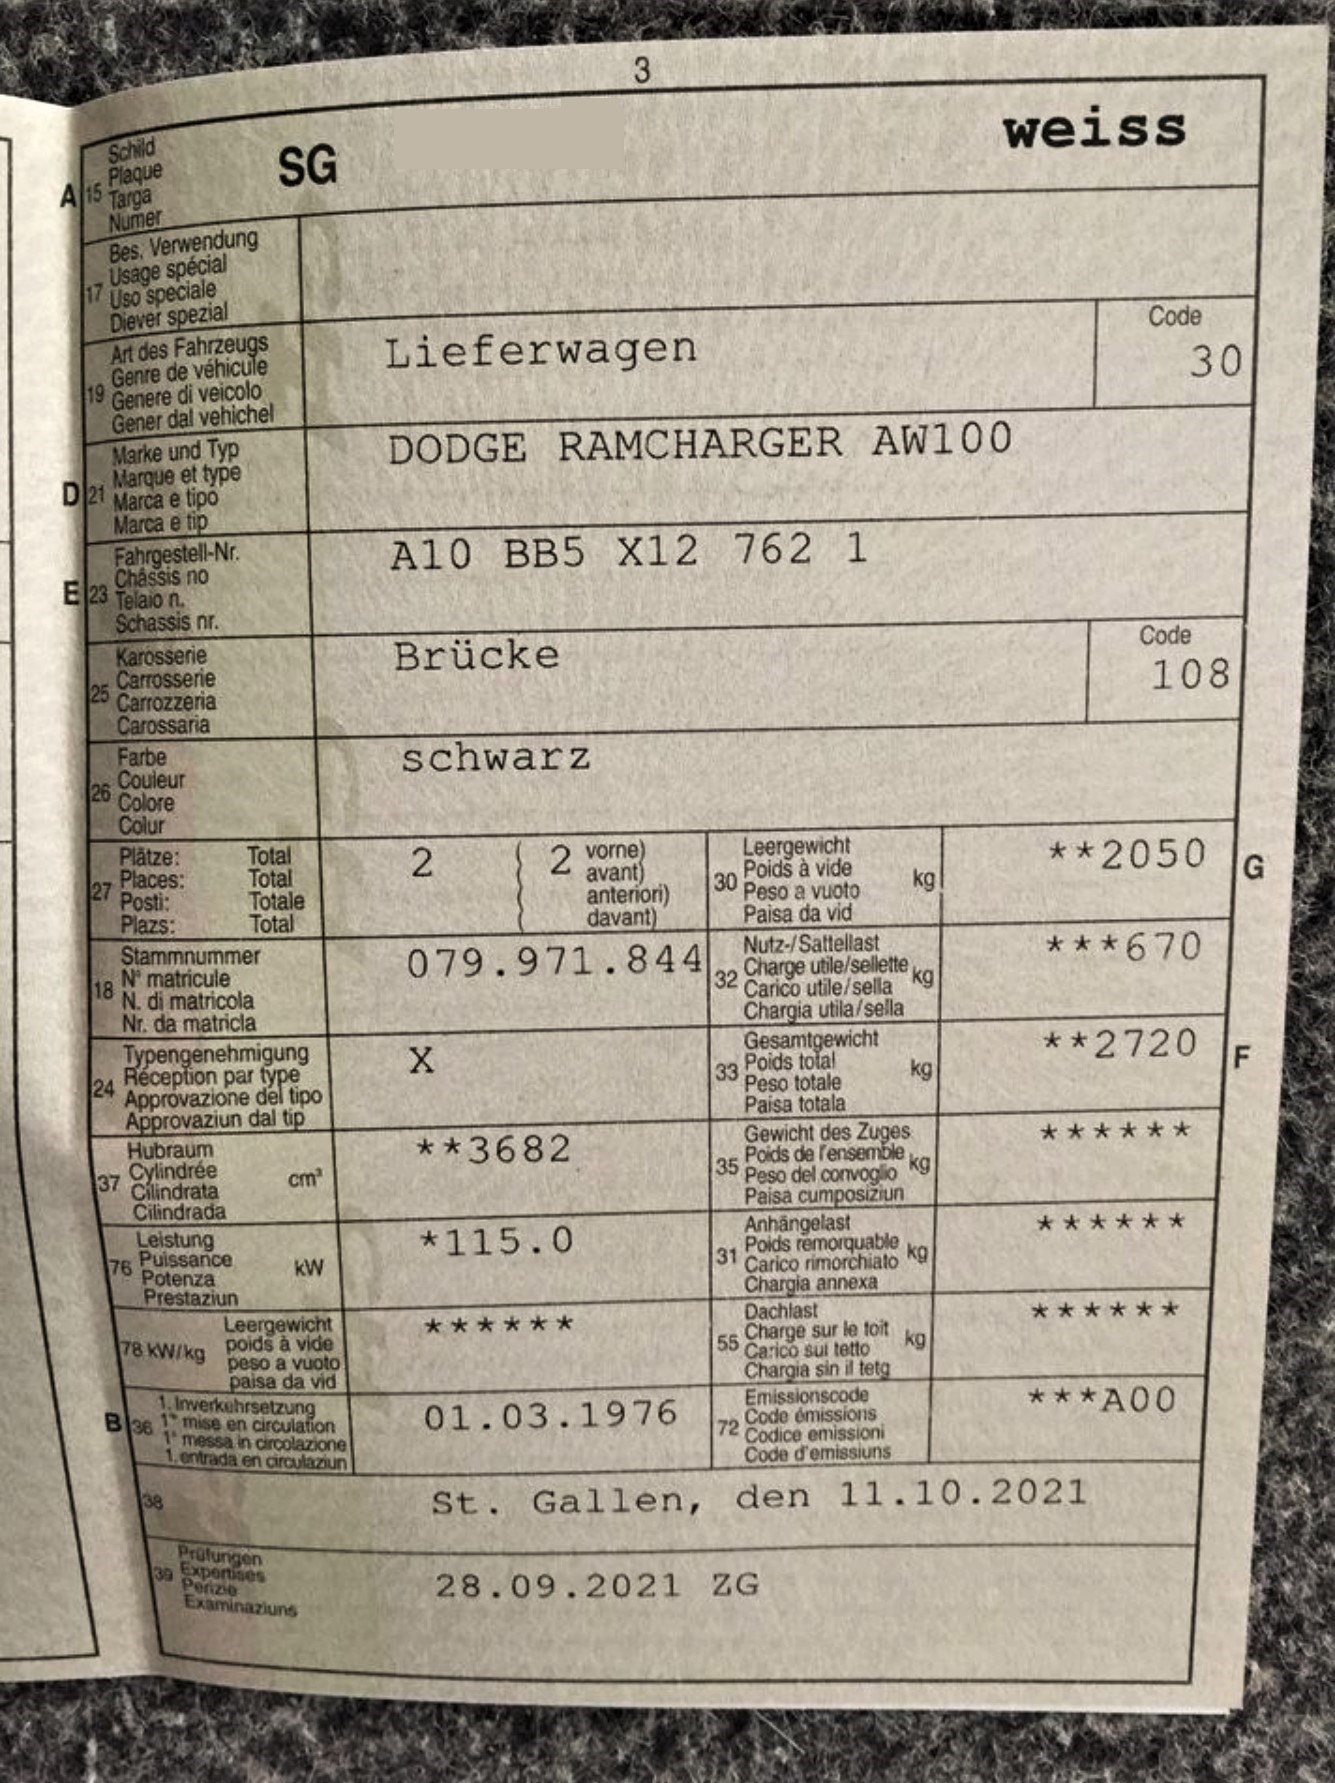 3
A 15 Schild
Plaque
Targa
Numer
SG
weiss
17 Bes. Verwendung
Usage spécial
Uso speciale
Diever spezial
19 Art des Fahrzeugs
Genre de véhicule
Genere di veicolo
Gener dal vehichel
Lieferwagen
Code
30
D 21 Marke und Typ
Marque et type
Marca e tipo
Marca e tip
DODGE RAMCHARGER AW100
E 23 Fahrgestell-Nr.
Châssis no
Telaio n.
Schassis nr.
A10 BB5 X12 762 1
25 Karosserie
Carrosserie
Carrozzeria
Carossaria
Brücke
Code
108
26 Farbe
Couleur
Colore
Colur
schwarz
27 Plätze: Total
Places: Total
Posti: Totale
Plazs: Total
2 ( 2 vorne)
avant)
anteriori)
davant)
30 Leergewicht
Poids à vide kg
Peso a vuoto
Paisa da vid
**2050 G
18 Stammnummer
N° matricule
N. di matricola
Nr. da matricla
079.971.844
32 Nutz-/Sattellast
Charge utile/sellette kg
Carico utile/sella
Chargia utila/sella
***670
24 Typengenehmigung
Réception par type
Approvazione del tipo
Approvaziun dal tip
X
33 Gesamtgewicht
Poids total kg
Peso totale
Paisa totala
**2720 F
37 Hubraum
Cylindrée cm³
Cilindrata
Cilindrada
**3682
35 Gewicht des Zuges
Poids de l'ensemble kg
Peso del convoglio
Paisa cumposiziun
******
76 Leistung
Puissance kW
Potenza
Prestaziun
*115.0
31 Anhängelast
Poids remorquable kg
Carico rimorchiato
Chargia annexa
******
78 kW/kg Leergewicht
poids à vide
peso a vuoto
paisa da vid
******
55 Dachlast
Charge sur le toit kg
Carico sul tetto
Chargia sin il tetg
******
B 36 1. Inverkehrsetzung
1re mise en circulation
1a messa in circolazione
1. entrada en circulaziun
01.03.1976
72 Emissionscode
Code émissions
Codice emissioni
Code d'emissiuns
***A00
38
St. Gallen, den 11.10.2021
39 Prüfungen
Expertises
Perizie
Examinaziuns
28.09.2021 ZG